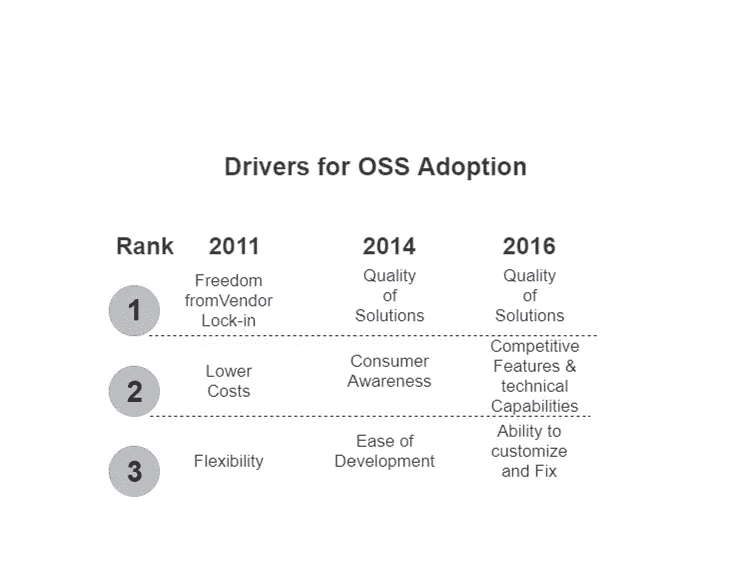 Drivers for OSS Adoption
Rank 2011 2014 2016
1
Freedom
fromVendor
Lock-in
Quality
of
Solutions
Quality
of
Solutions
2
Lower
Costs
Consumer
Awareness
Competitive
Features &
technical
Capabilities
3
Flexibility
Ease of
Development
Ability to
customize
and Fix